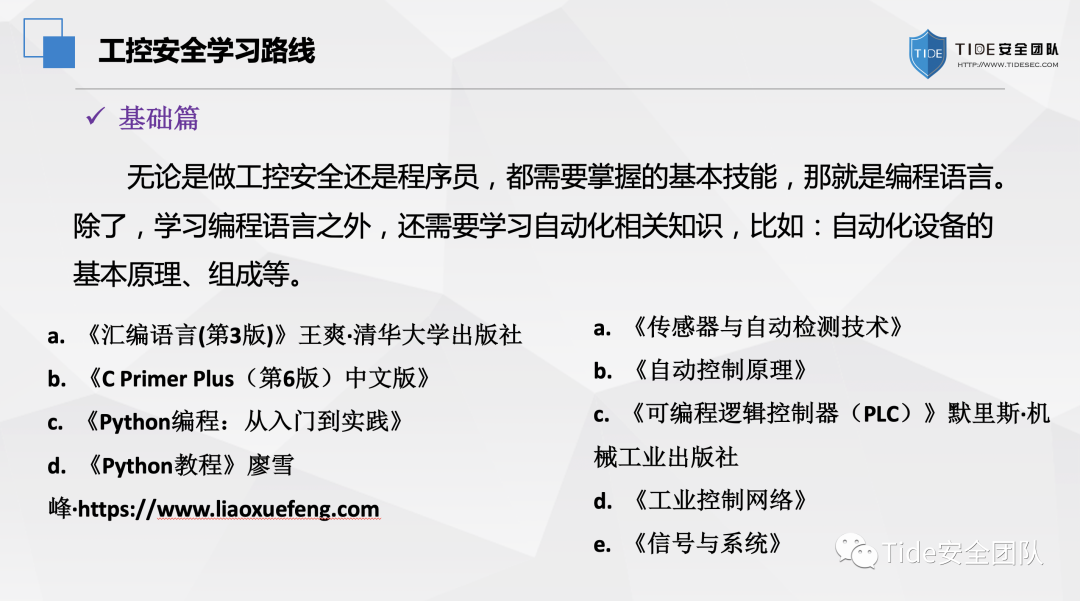 工控安全学习路线
TIDE
TIDE安全团队
HTTP://WWW.TIDESEC.COM
✓ 基础篇
无论是做工控安全还是程序员，都需要掌握的基本技能，那就是编程语言。
除了，学习编程语言之外，还需要学习自动化相关知识，比如：自动化设备的
基本原理、组成等。
a. 《汇编语言(第3版)》王爽·清华大学出版社
b. 《C Primer Plus（第6版）中文版》
c. 《Python编程：从入门到实践》
d. 《Python教程》廖雪
峰·https://www.liaoxuefeng.com
a. 《传感器与自动检测技术》
b. 《自动控制原理》
c. 《可编程逻辑控制器（PLC）》默里斯·机
械工业出版社
d. 《工业控制网络》
e. 《信号与系统》
Tide安全团队